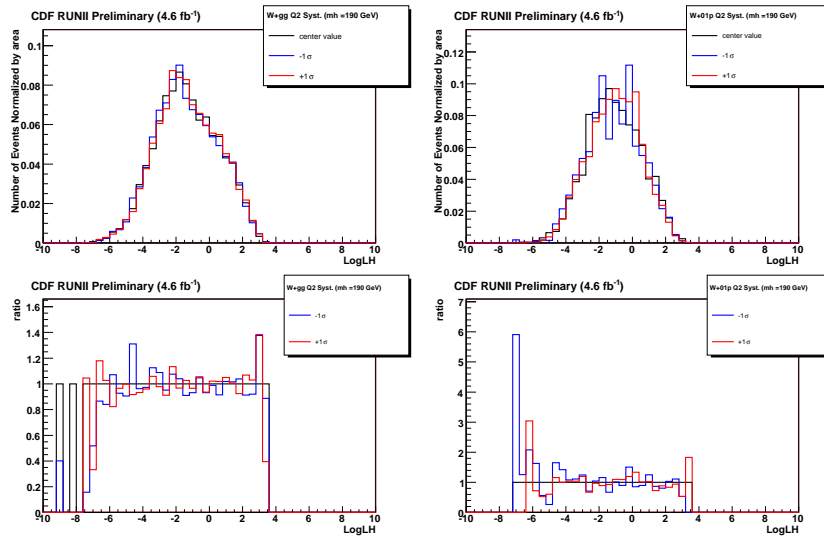 CDF RUNII Preliminary (4.6 fb-1)
W+gg Q2 Syst. (mh =190 GeV)
center value
-1 σ
+1 σ
Number of Events Normalized by area
0.1
0.08
0.06
0.04
0.02
0
-10 -8 -6 -4 -2 0 2 4 6 8 10
LogLH
CDF RUNII Preliminary (4.6 fb-1)
W+01p Q2 Syst. (mh =190 GeV)
center value
-1 σ
+1 σ
Number of Events Normalized by area
0.12
0.1
0.08
0.06
0.04
0.02
0
-10 -8 -6 -4 -2 0 2 4 6 8 10
LogLH
CDF RUNII Preliminary (4.6 fb-1)
W+gg Q2 Syst. (mh =190 GeV)
-1 σ
+1 σ
ratio
1.6
1.4
1.2
1
0.8
0.6
0.4
0.2
0
-10 -8 -6 -4 -2 0 2 4 6 8 10
LogLH
CDF RUNII Preliminary (4.6 fb-1)
W+01p Q2 Syst. (mh =190 GeV)
-1 σ
+1 σ
ratio
7
6
5
4
3
2
1
0
-10 -8 -6 -4 -2 0 2 4 6 8 10
LogLH